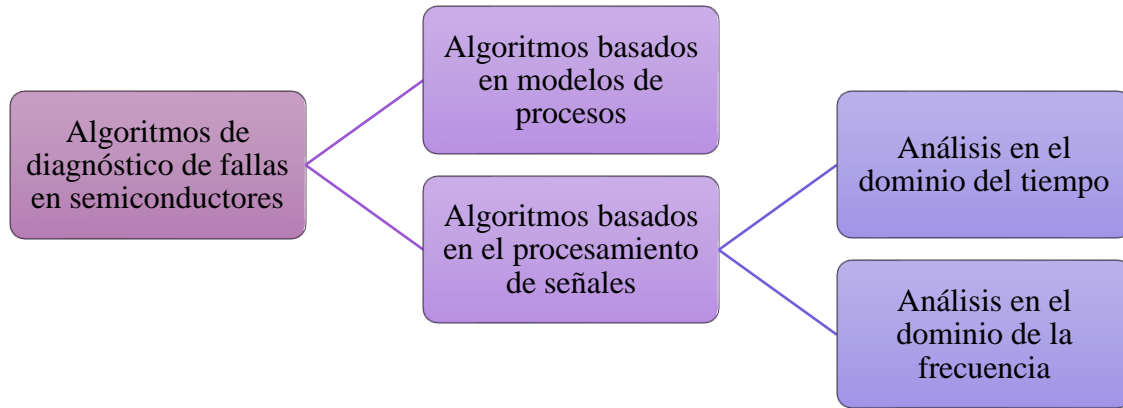 Algoritmos de
diagnóstico de fallas
en semiconductores
Algoritmos basados
en modelos de
procesos
Algoritmos basados
en el procesamiento
de señales
Análisis en el
dominio del tiempo
Análisis en el
dominio de la
frecuencia